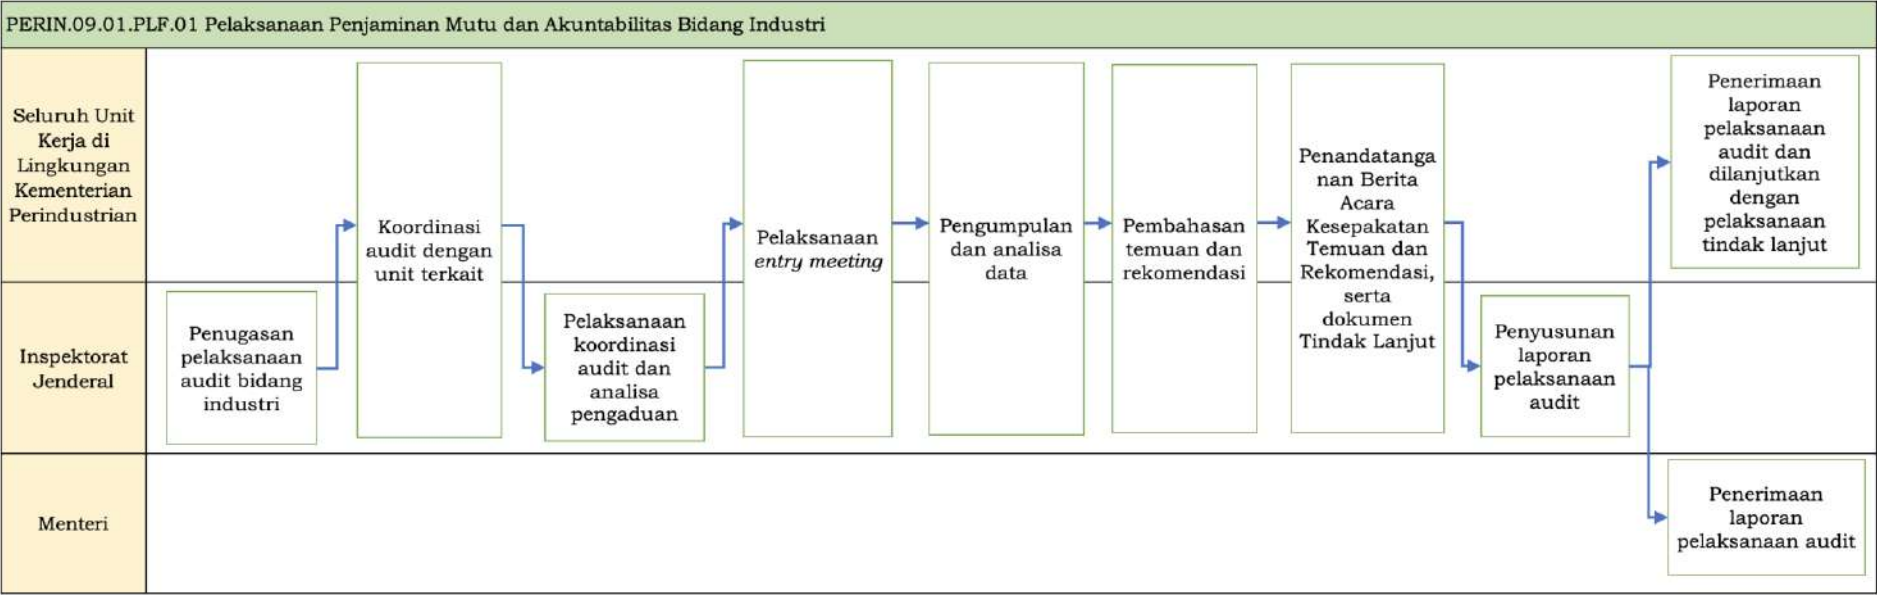 PERIN.09.01.PLF.01 Pelaksanaan Penjaminan Mutu dan Akuntabilitas Bidang Industri
Seluruh Unit
Kerja di
Lingkungan
Kementerian
Perindustrian
Inspektorat
Jenderal
Menteri
Penugasan
pelaksanaan
audit bidang
industri
Koordinasi
audit dengan
unit terkait
Pelaksanaan
koordinasi
audit dan
analisa
pengaduan
Pelaksanaan
entry meeting
Pengumpulan
dan analisa
data
Pembahasan
temuan dan
rekomendasi
Penandatanga
nan Berita
Acara
Kesepakatan
Temuan dan
Rekomendasi,
serta
dokumen
Tindak Lanjut
Penyusunan
laporan
pelaksanaan
audit
Penerimaan
laporan
pelaksanaan
audit dan
dilanjutkan
dengan
pelaksanaan
tindak lanjut
Penerimaan
laporan
pelaksanaan audit